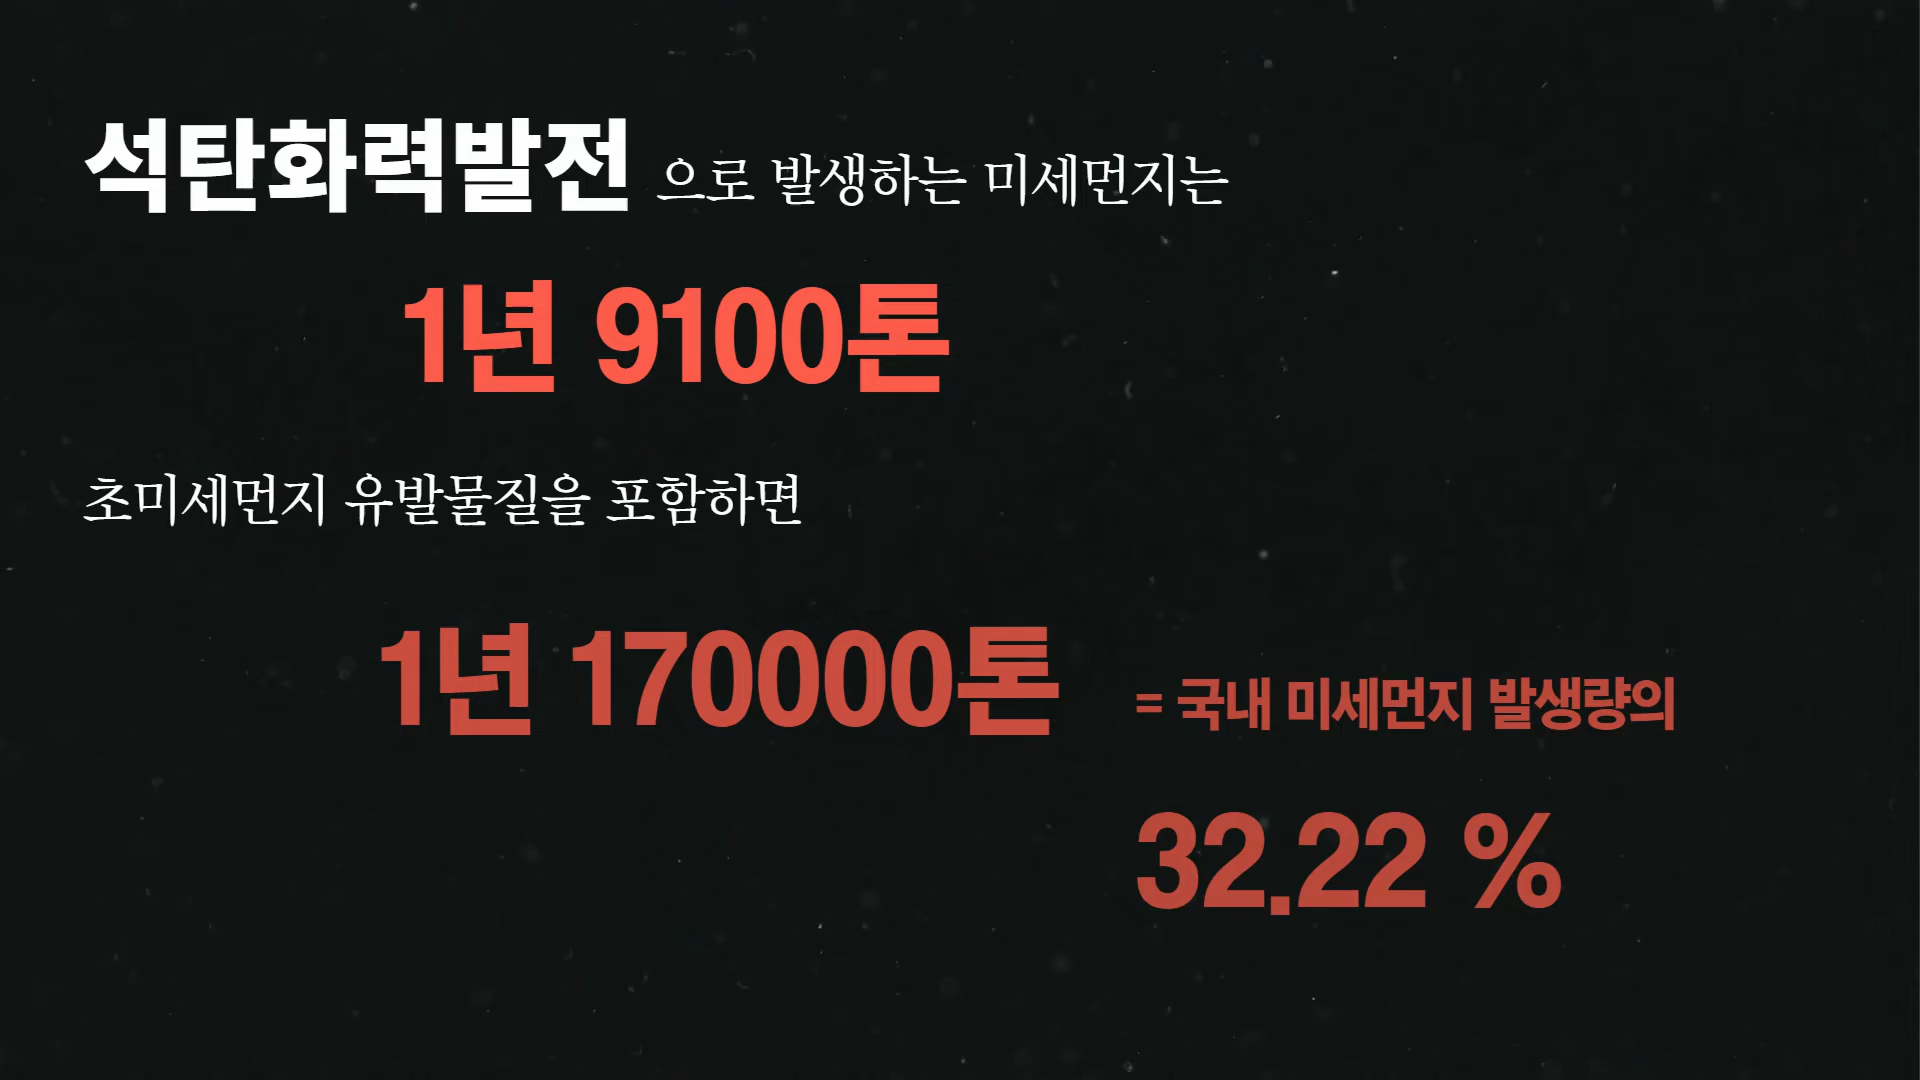 석탄화력발전 으로 발생하는 미세먼지는
1년 9100톤
초미세먼지 유발물질을 포함하면
1년 170000톤 = 국내 미세먼지 발생량의
32.22 %